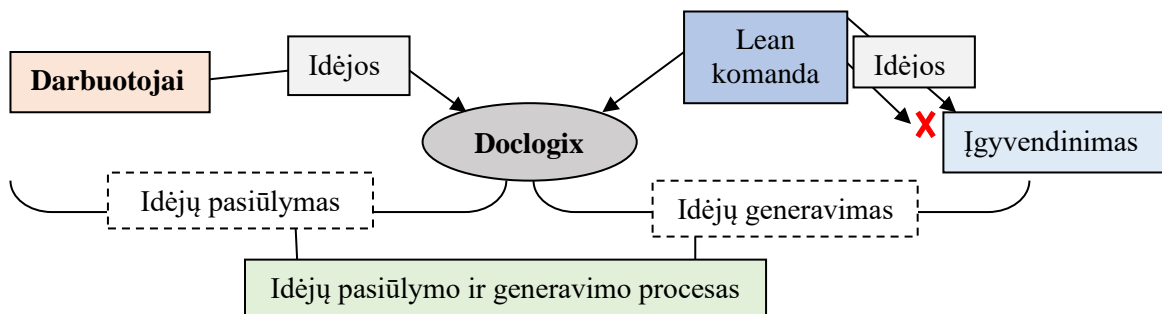 Darbuotojai
Idėjos
Lean
komanda
Idėjos
Doclogix
Įgyvendinimas
Idėjų pasiūlymas
Idėjų generavimas
Idėjų pasiūlymo ir generavimo procesas